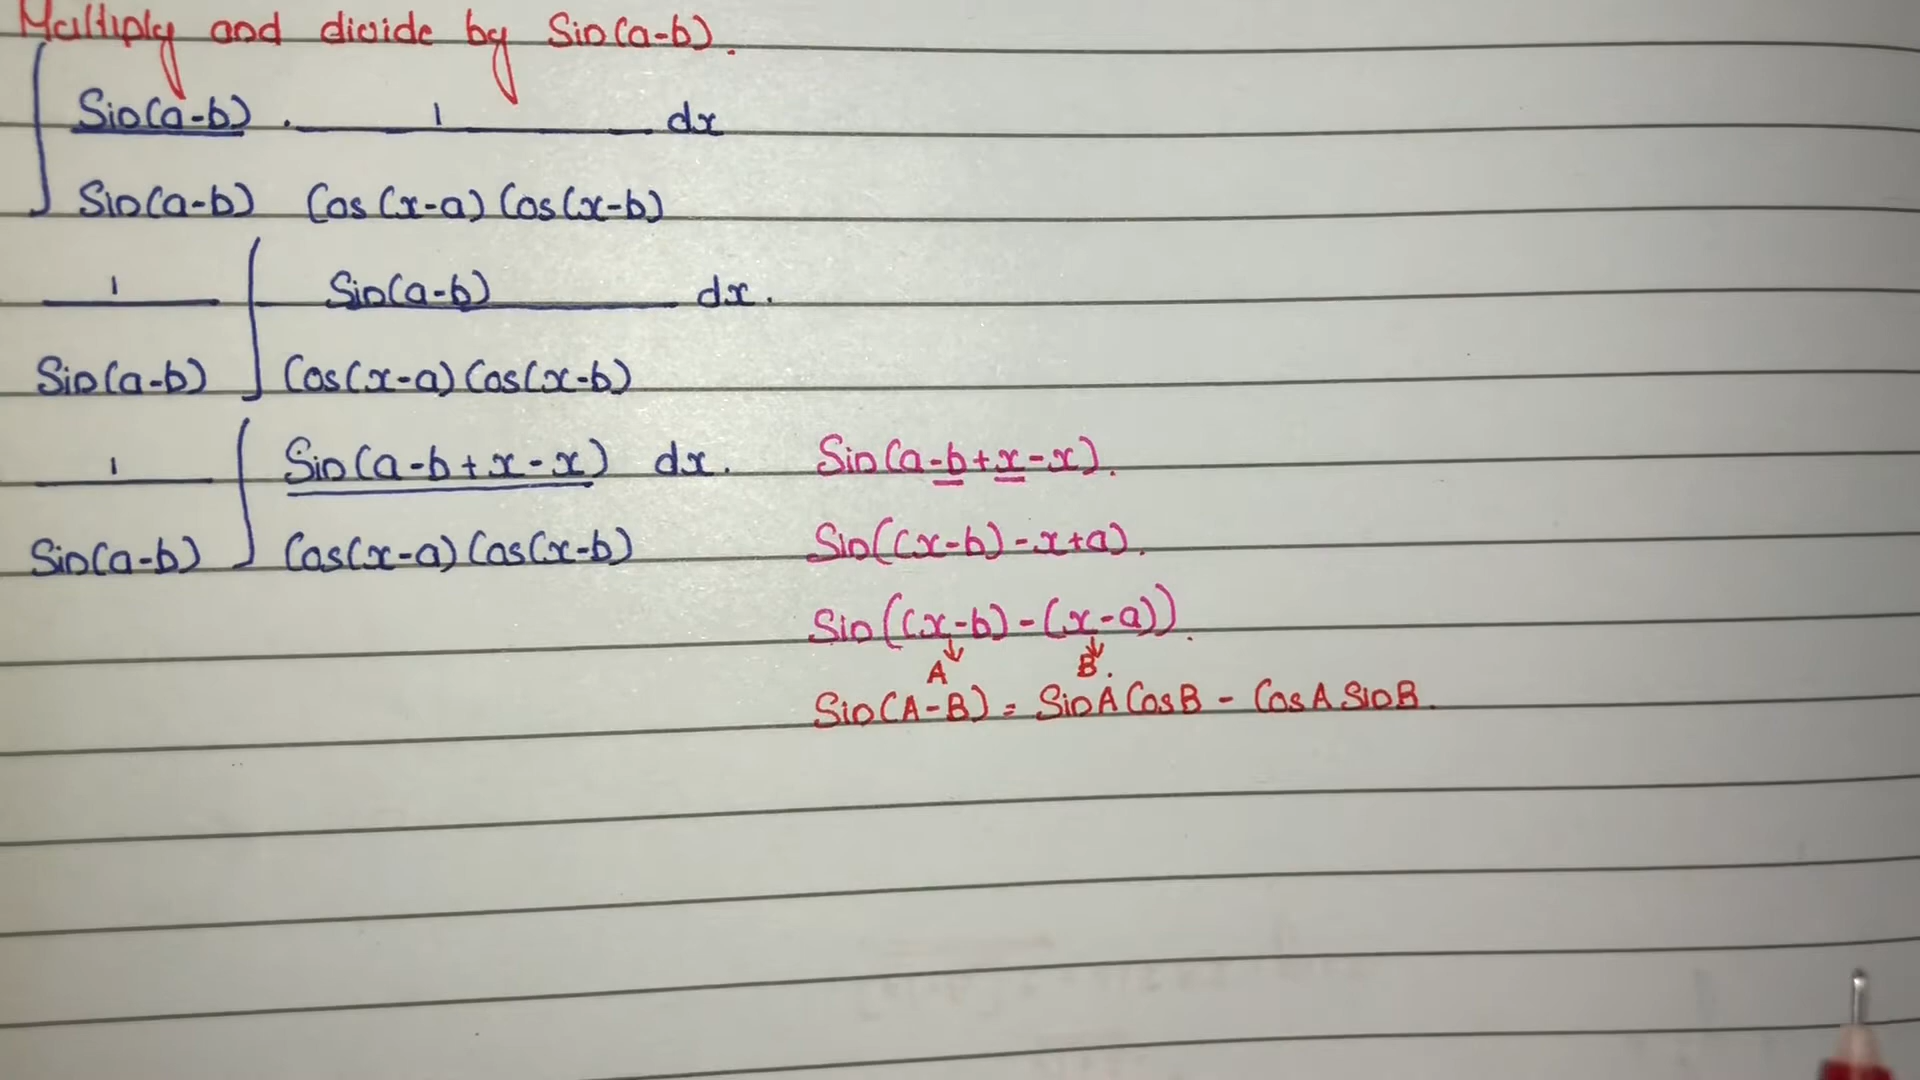 Multiply and divide by Sin(a-b).
∫ Sin(a-b)/Sin(a-b) . 1/Cos(x-a) Cos(x-b) dx
1/Sin(a-b) ∫ Sin(a-b)/Cos(x-a) Cos(x-b) dx.
1/Sin(a-b) ∫ Sin(a-b+x-x)/Cos(x-a) Cos(x-b) dx.
Sin(a-b+x-x).
Sin((x-b)-x+a).
Sin((x-b)-(x-a)).
A B.
Sin(A-B) = SinA CosB - CosA SinB.